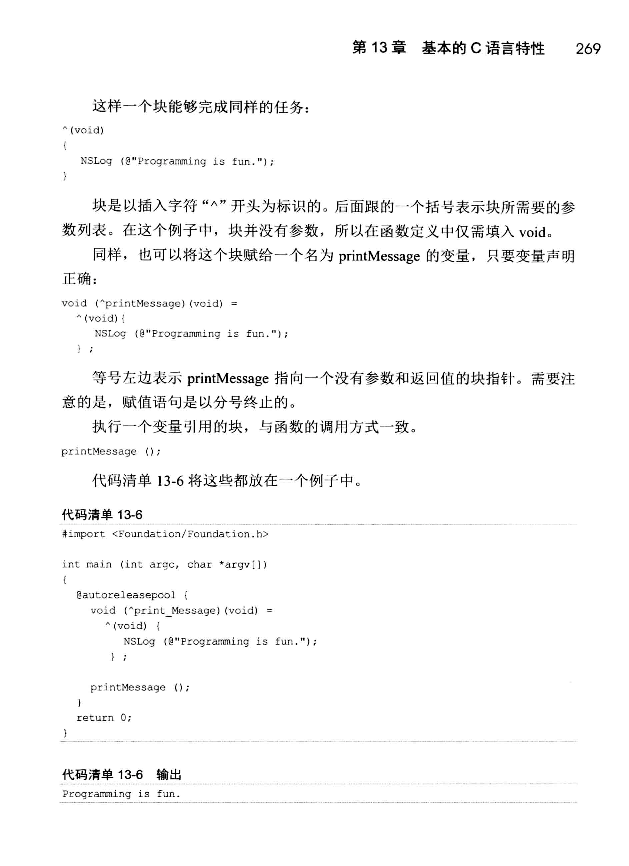 第 13 章 基本的 C 语言特性 269
这样一个块能够完成同样的任务：
^(void)
{
NSLog (@"Programming is fun.");
}
块是以插入字符“^”开头为标识的。后面跟的一个括号表示块所需要的参
数列表。在这个例子中，块并没有参数，所以在函数定义中仅需填入 void。
同样，也可以将这个块赋给一个名为 printMessage 的变量，只要变量声明
正确：
void (^printMessage)(void) =
^(void){
NSLog (@"Programming is fun.");
} ;
等号左边表示 printMessage 指向一个没有参数和返回值的块指针。需要注
意的是，赋值语句是以分号终止的。
执行一个变量引用的块，与函数的调用方式一致。
printMessage ();
代码清单 13-6 将这些都放在一个例子中。
代码清单 13-6
#import <Foundation/Foundation.h>
int main (int argc, char *argv[])
{
@autoreleasepool {
void (^print_Message)(void) =
^(void) {
NSLog (@"Programming is fun.");
} ;
printMessage ();
}
return 0;
}
代码清单 13-6 输出
Programming is fun.